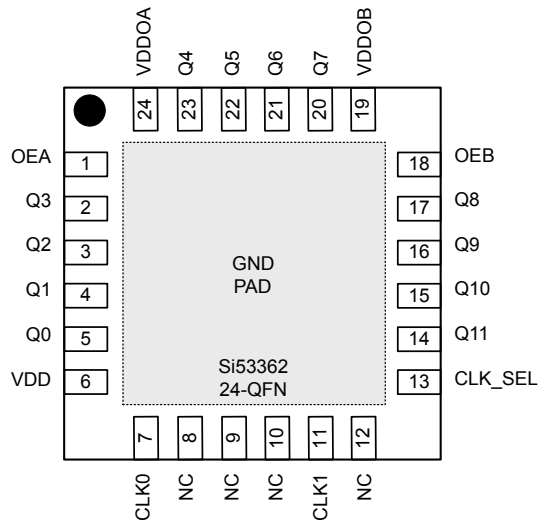 VDDOA
Q4
Q5
Q6
Q7
VDDOB
24
23
22
21
20
19
OEA 1
18 OEB
Q3 2
17 Q8
Q2 3
16 Q9
Q1 4
15 Q10
Q0 5
14 Q11
VDD 6
13 CLK_SEL
GND
PAD
Si53362
24-QFN
7
8
9
10
11
12
CLK0
NC
NC
NC
CLK1
NC